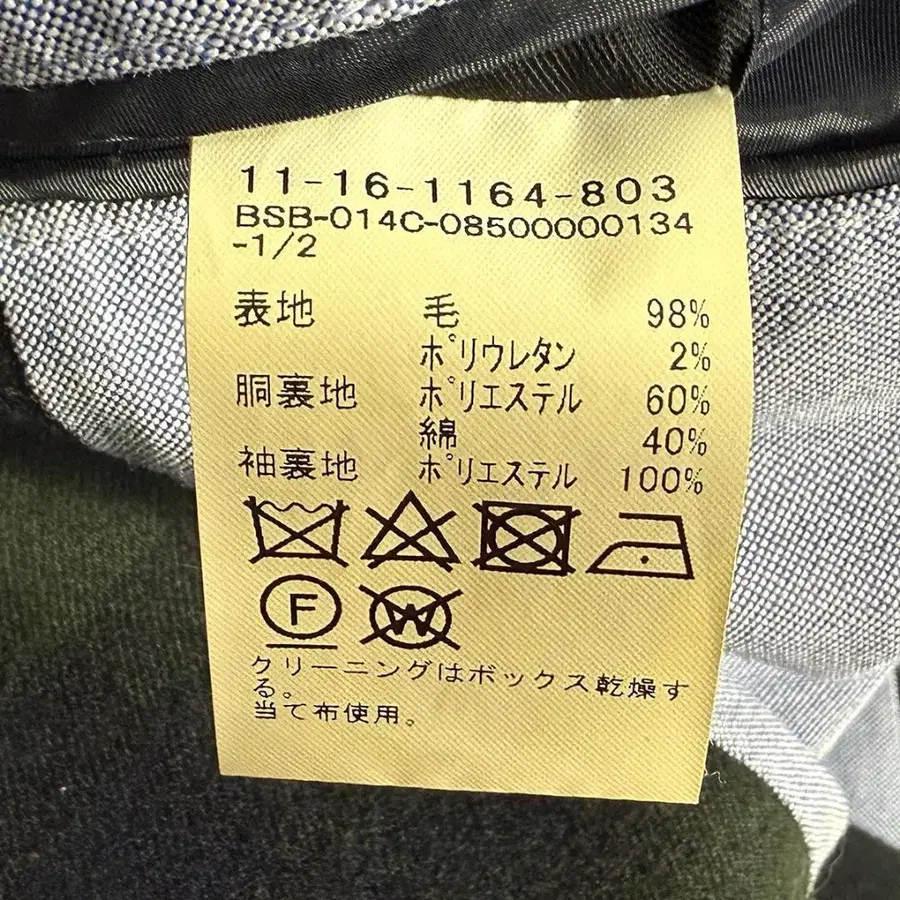 11-16-1164-803
BSB-014C-08500000134
-1/2
表地 毛 98%
ポリウレタン 2%
胴裏地 ポリエステル 60%
綿 40%
袖裏地 ポリエステル 100%
F W
クリーニングはボックス乾燥す
る。
当て布使用。